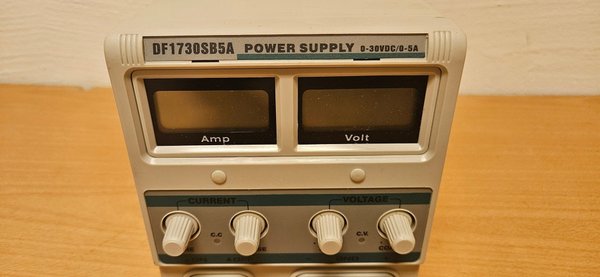 DF1730SB5A POWER SUPPLY 0-30VDC/0-5A
Amp Volt
CURRENT VOLTAGE
C.C C.V.